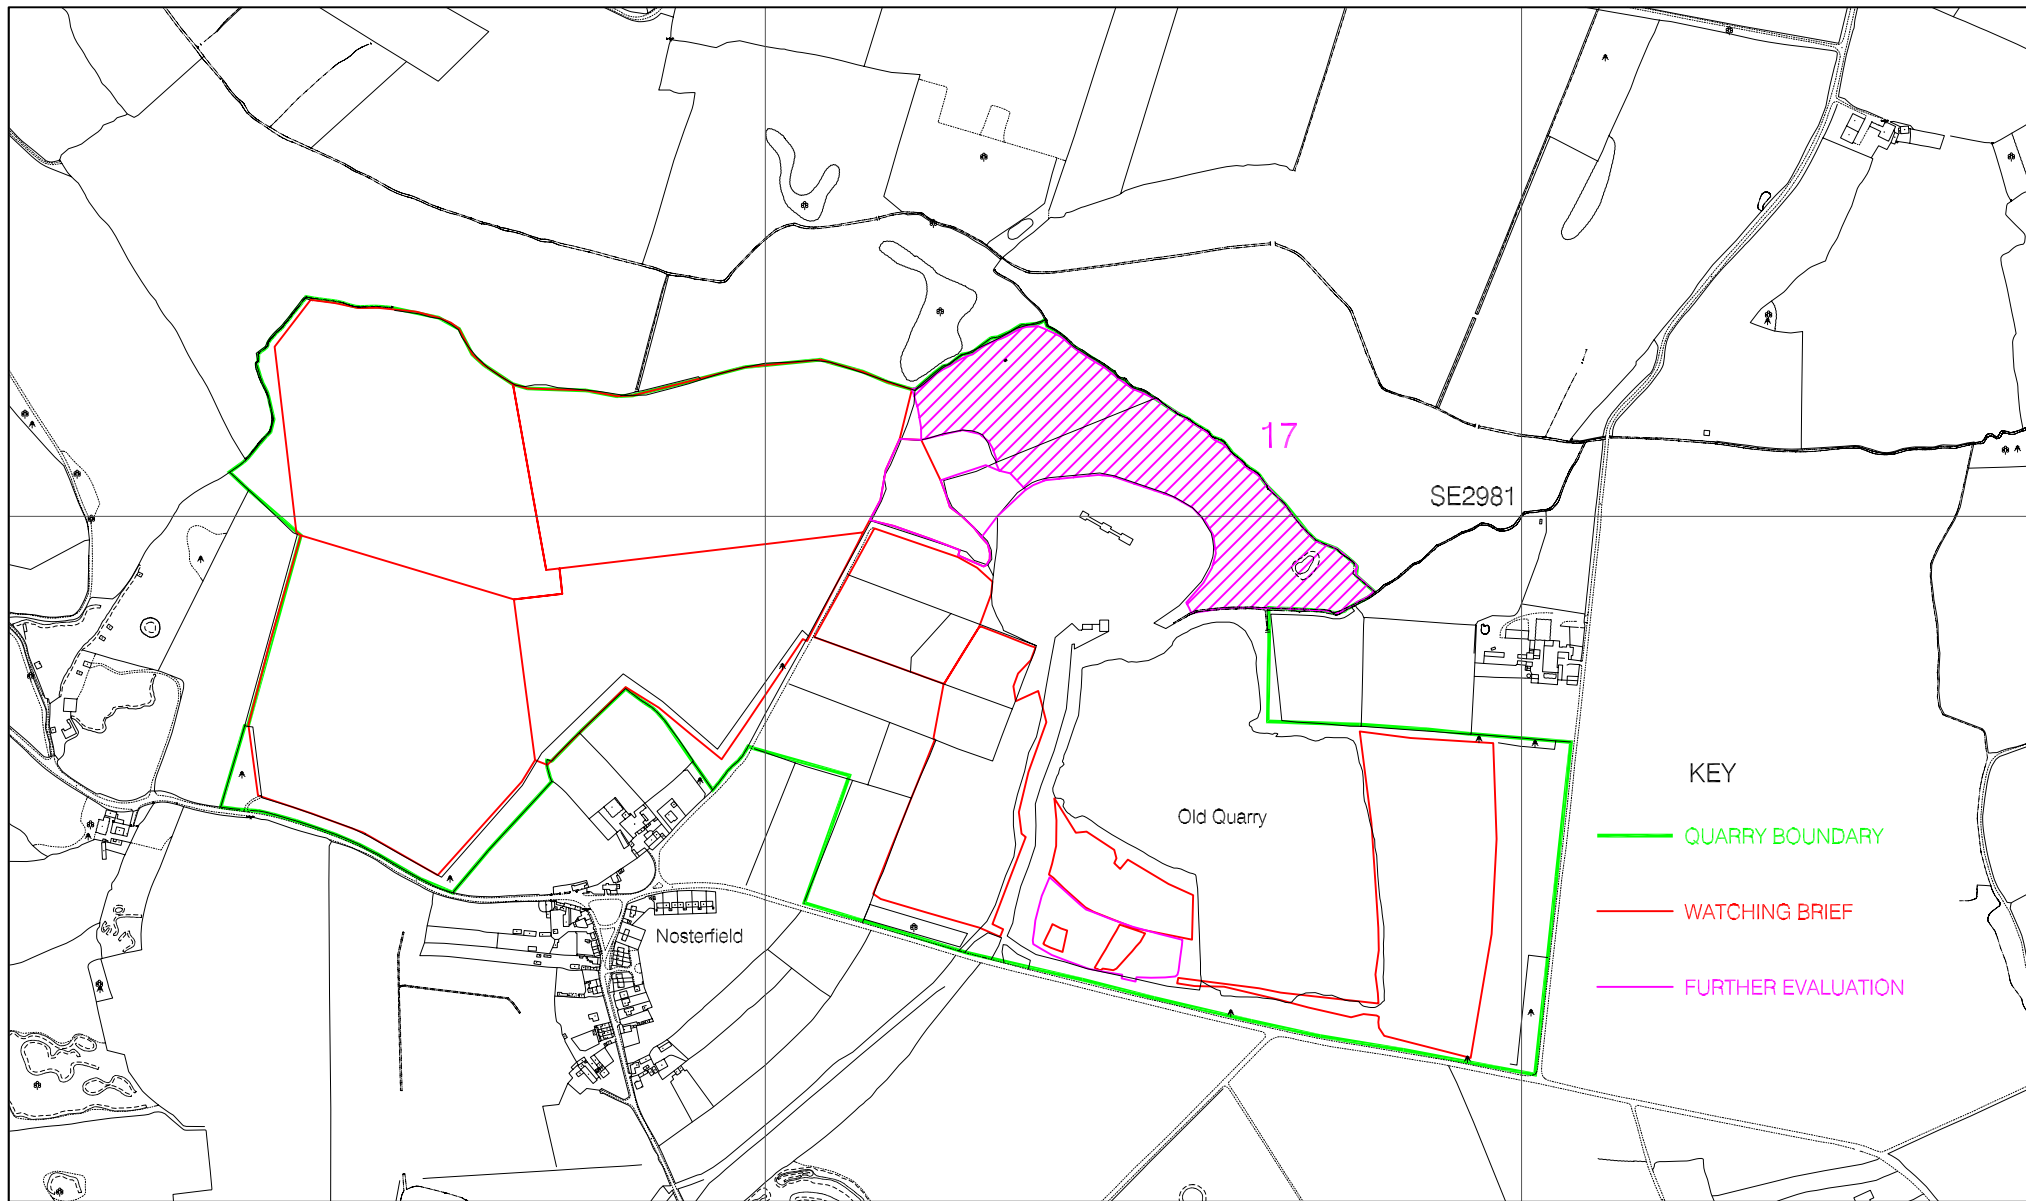 17
SE2981
KEY
Old Quarry
QUARRY BOUNDARY
WATCHING BRIEF
Nosterfield
FURTHER EVALUATION